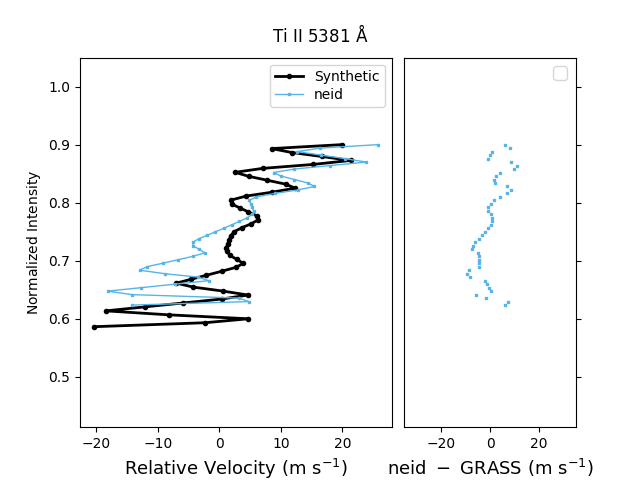 Ti II 5381 Å
Synthetic
neid
1.0
0.9
0.8
0.7
0.6
0.5
Normalized Intensity
−20 −10 0 10 20
−20 0 20
Relative Velocity (m s⁻¹)
neid − GRASS (m s⁻¹)